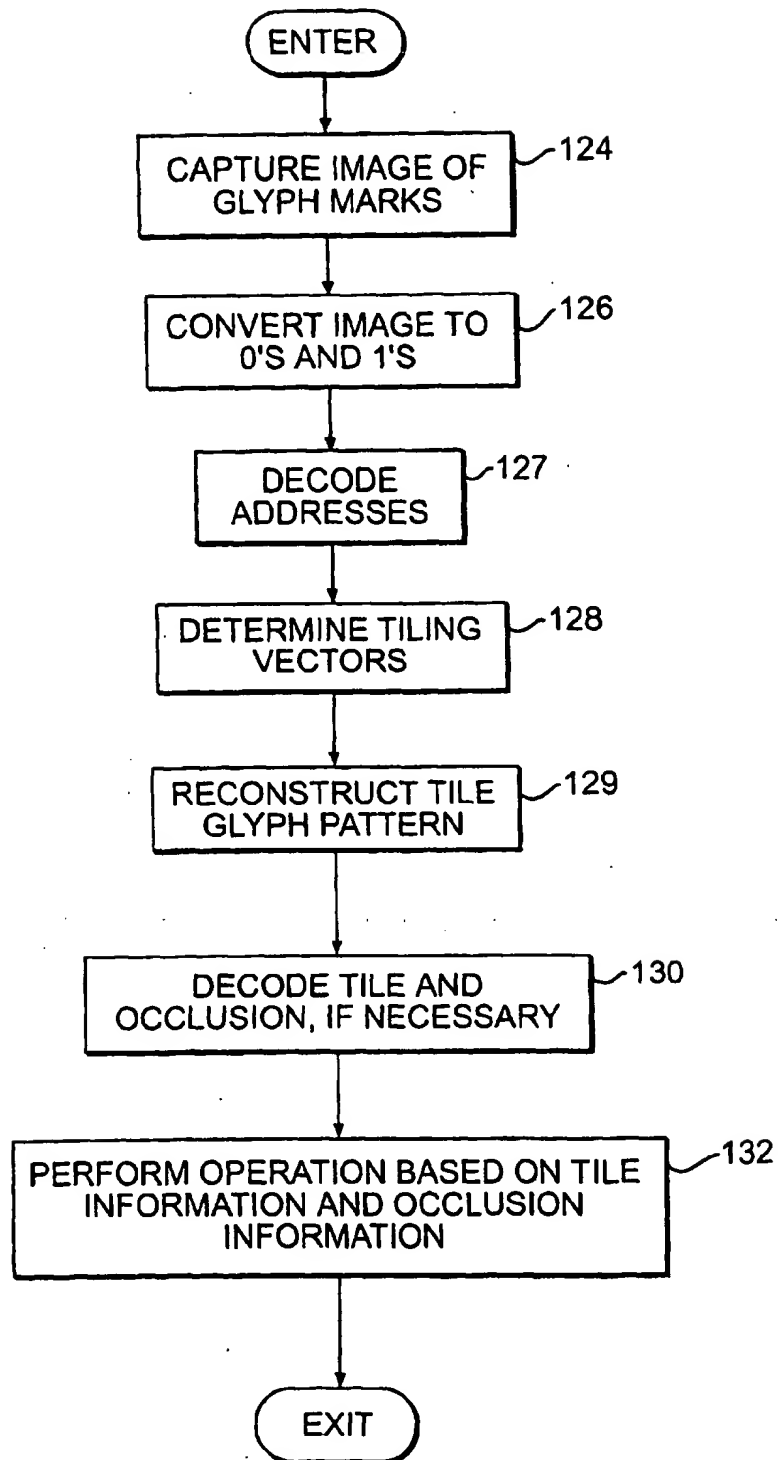 ENTER
CAPTURE IMAGE OF
GLYPH MARKS
124
CONVERT IMAGE TO
0'S AND 1'S
126
DECODE
ADDRESSES
127
DETERMINE TILING
VECTORS
128
RECONSTRUCT TILE
GLYPH PATTERN
129
DECODE TILE AND
OCCLUSION, IF NECESSARY
130
PERFORM OPERATION BASED ON TILE
INFORMATION AND OCCLUSION
INFORMATION
132
EXIT